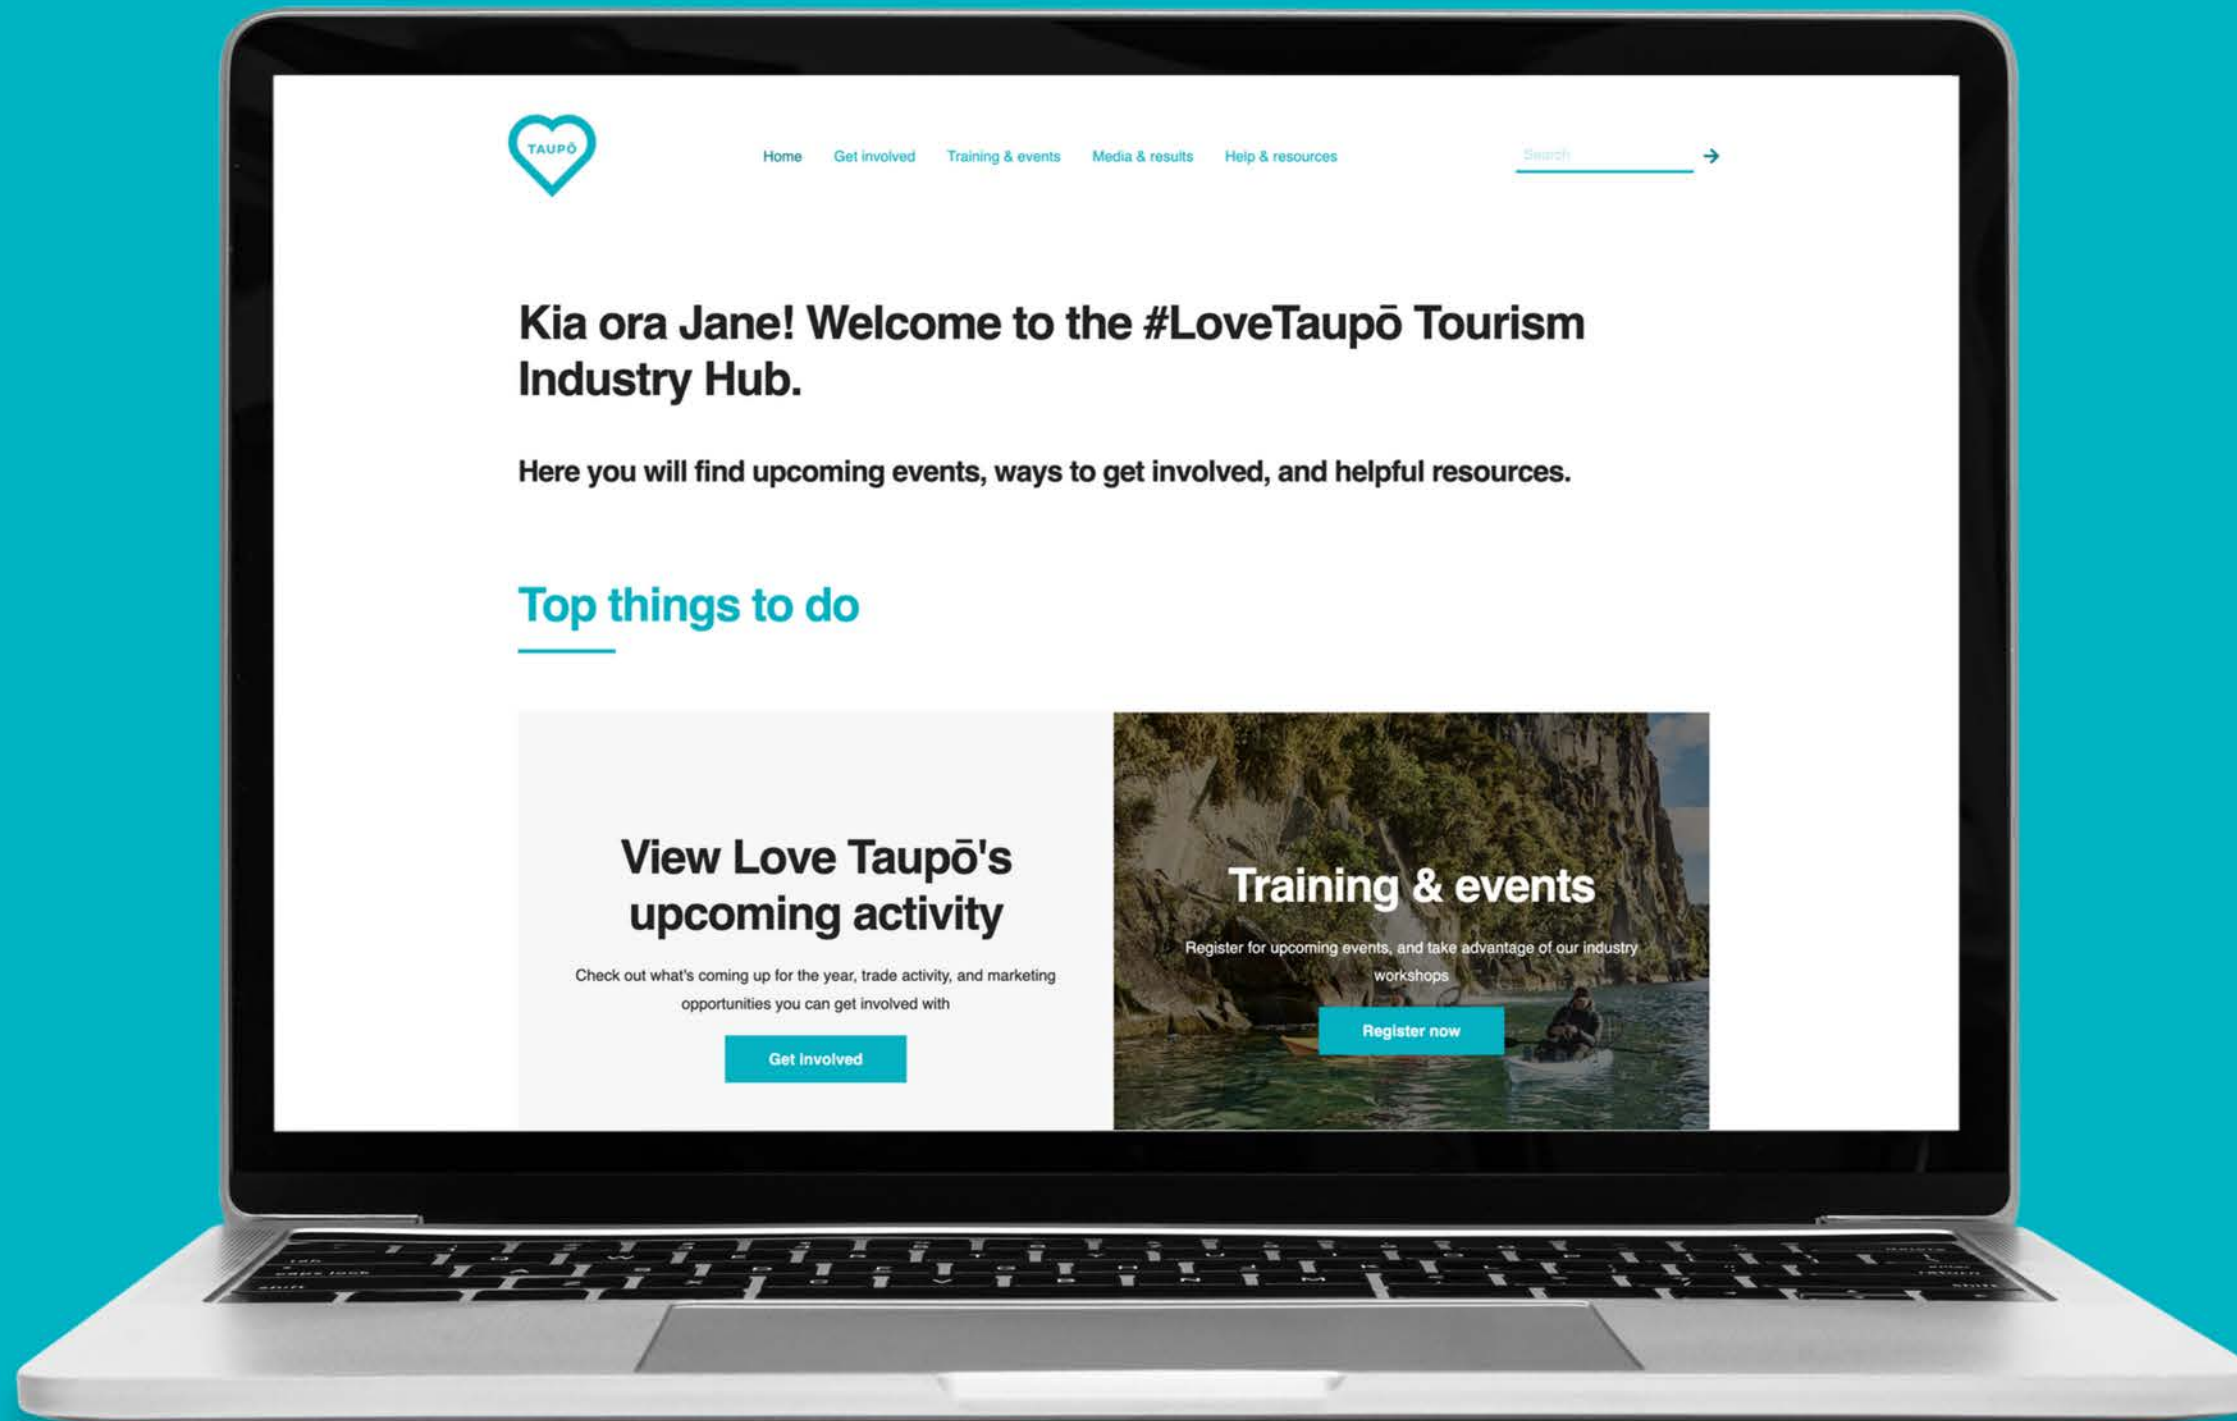 TAUPŌ
Home Get involved Training & events Media & results Help & resources
Search
Kia ora Jane! Welcome to the #LoveTaupō Tourism
Industry Hub.
Here you will find upcoming events, ways to get involved, and helpful resources.
Top things to do
View Love Taupō's
upcoming activity
Check out what's coming up for the year, trade activity, and marketing
opportunities you can get involved with
Get involved
Training & events
Register for upcoming events, and take advantage of our industry
workshops
Register now